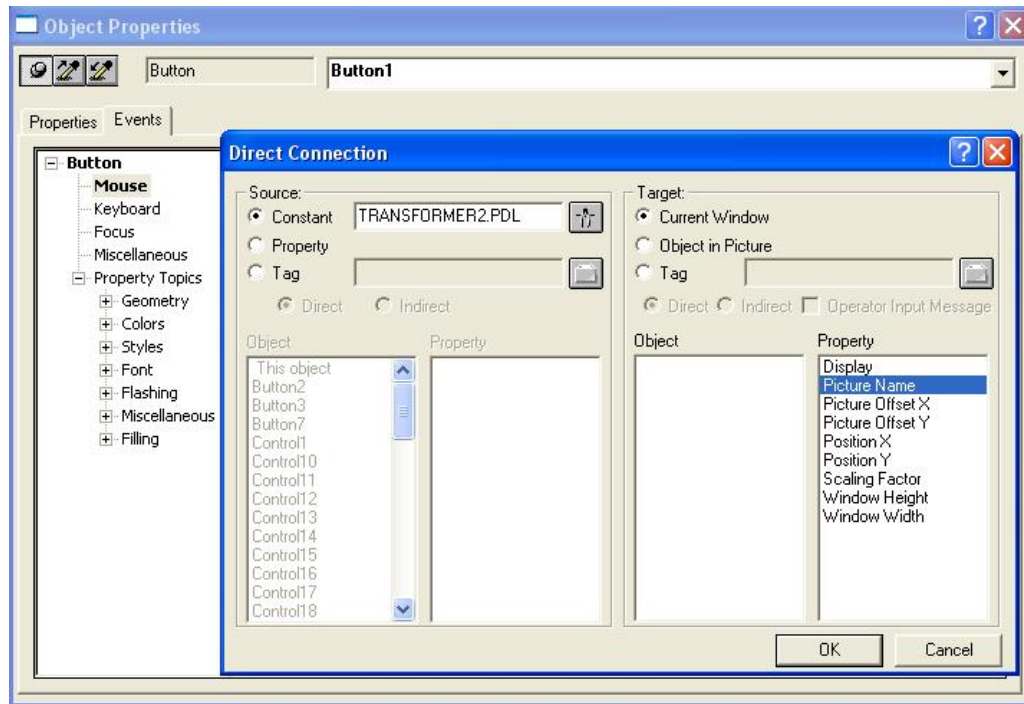 Object Properties
Button
Button1
Properties
Events
Button
Mouse
Keyboard
Focus
Miscellaneous
Property Topics
Geometry
Colors
Styles
Font
Flashing
Miscellaneous
Filling
Direct Connection
Source:
Constant TRANSFORMER2.PDL
Property
Tag
Direct Indirect
Object Property
This object
Button2
Button3
Button7
Control1
Control10
Control11
Control12
Control13
Control14
Control15
Control16
Control17
Control18
Target:
Current Window
Object in Picture
Tag
Direct Indirect Operator Input Message
Object Property
Display
Picture Name
Picture Offset X
Picture Offset Y
Position X
Position Y
Scaling Factor
Window Height
Window Width
OK Cancel